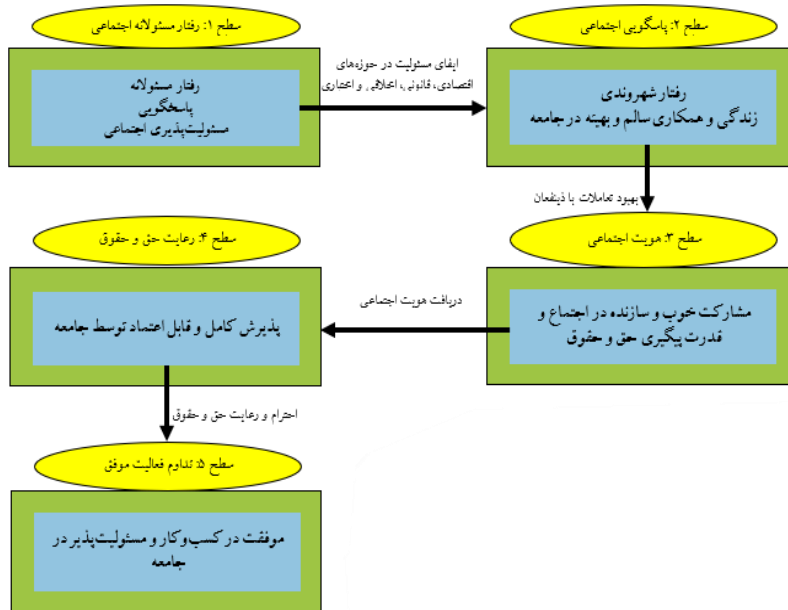 سطح ۱: رفتار مسئولانه اجتماعی
رفتار مسئولانه
پاسخگویی
مسئولیت‌پذیری اجتماعی
ایفای مسئولیت در حوزه‌های
اقتصادی، قانونی، اخلاقی و اختیاری
سطح ۲: پاسگویی اجتماعی
رفتار شهروندی
زندگی و همکاری سالم و بهینه در جامعه
بهبود تعاملات با ذینفعان
سطح ۳: هویت اجتماعی
مشارکت خوب و سازنده در اجتماع و
قدرت پیگیری حق و حقوق
دریافت هویت اجتماعی
سطح ۴: رعایت حق و حقوق
پذیرش کامل و قابل اعتماد توسط جامعه
احترام و رعایت حق و حقوق
سطح ۵: تداوم فعالیت موفق
موفقت در کسب‌وکار و مسئولیت‌پذیر در
جامعه